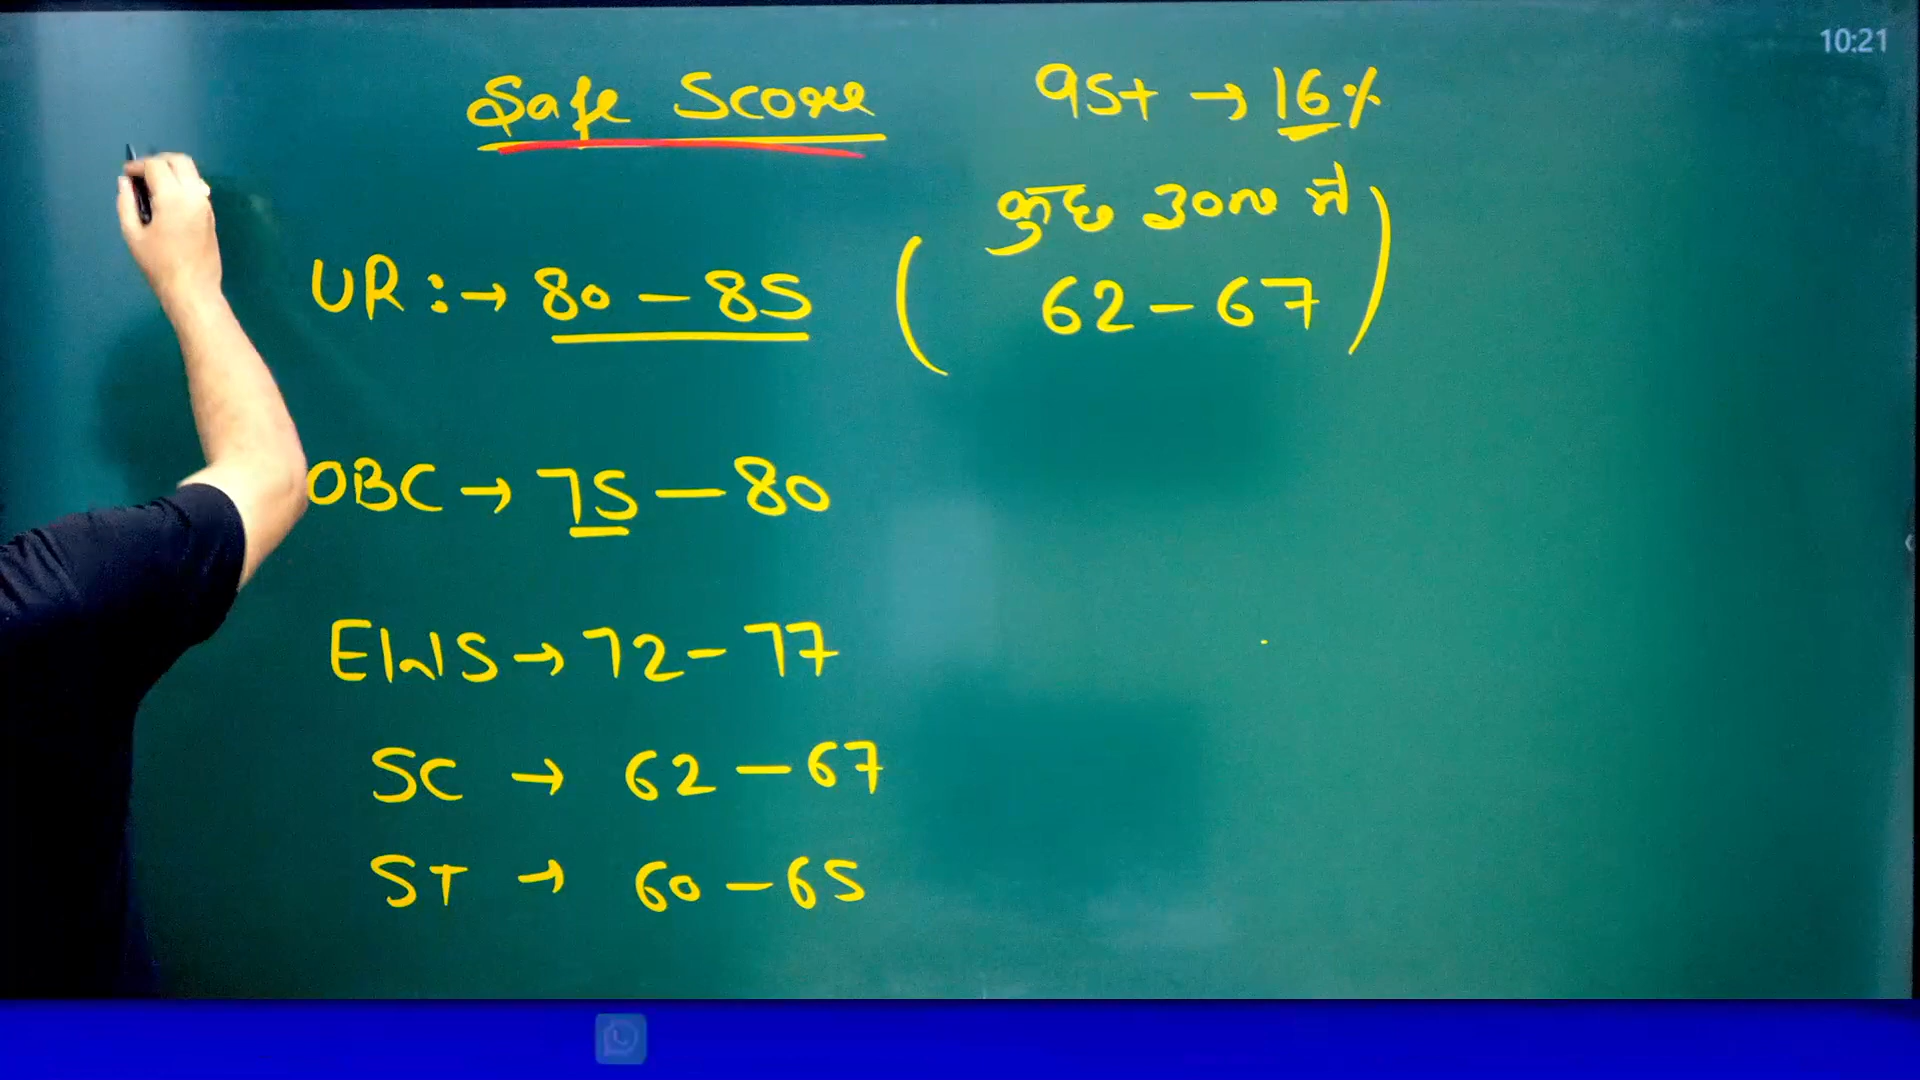 10:21
Safe Score
95+ → 16%
UR :→ 80 – 85 ( कुछ zone में
62 – 67 )
OBC → 75 – 80
EWS → 72 – 77
SC → 62 – 67
ST → 60 – 65